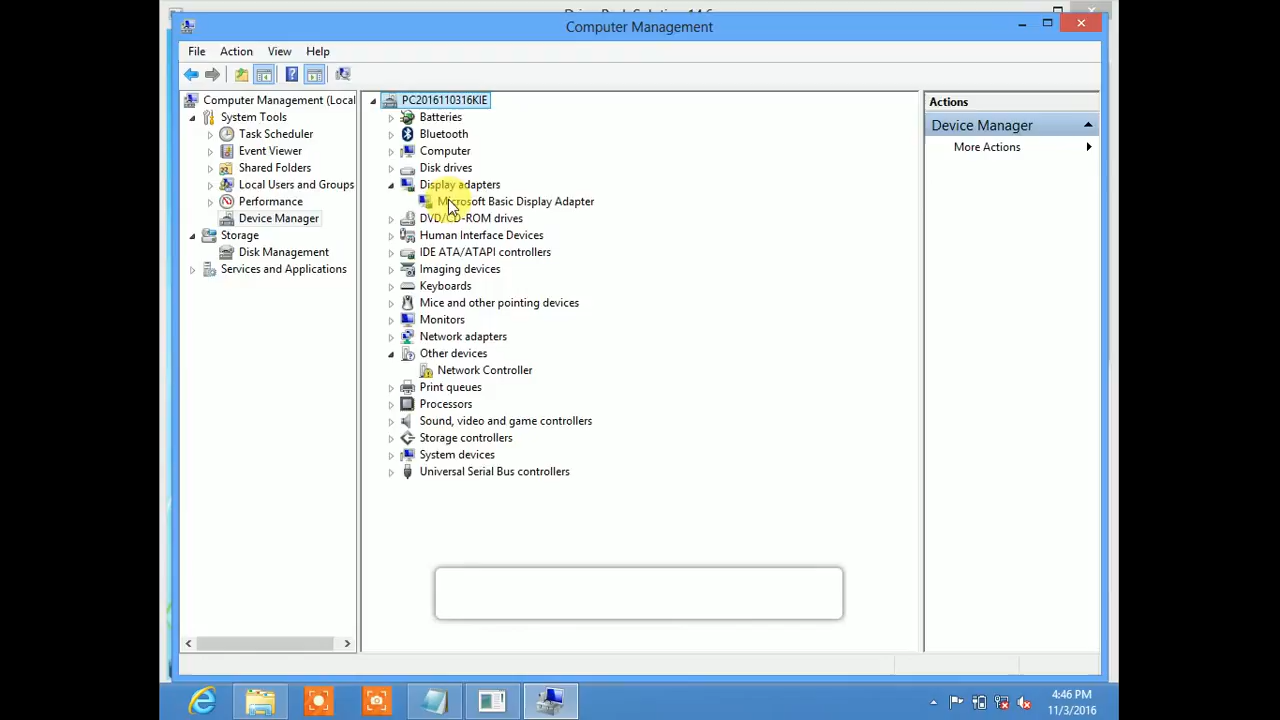 Computer Management
File Action View Help
Computer Management (Local
System Tools
Task Scheduler
Event Viewer
Shared Folders
Local Users and Groups
Performance
Device Manager
Storage
Disk Management
Services and Applications
PC2016110316KIE
Batteries
Bluetooth
Computer
Disk drives
Display adapters
Microsoft Basic Display Adapter
DVD/CD-ROM drives
Human Interface Devices
IDE ATA/ATAPI controllers
Imaging devices
Keyboards
Mice and other pointing devices
Monitors
Network adapters
Other devices
Network Controller
Print queues
Processors
Sound, video and game controllers
Storage controllers
System devices
Universal Serial Bus controllers
Actions
Device Manager
More Actions
4:46 PM
11/3/2016